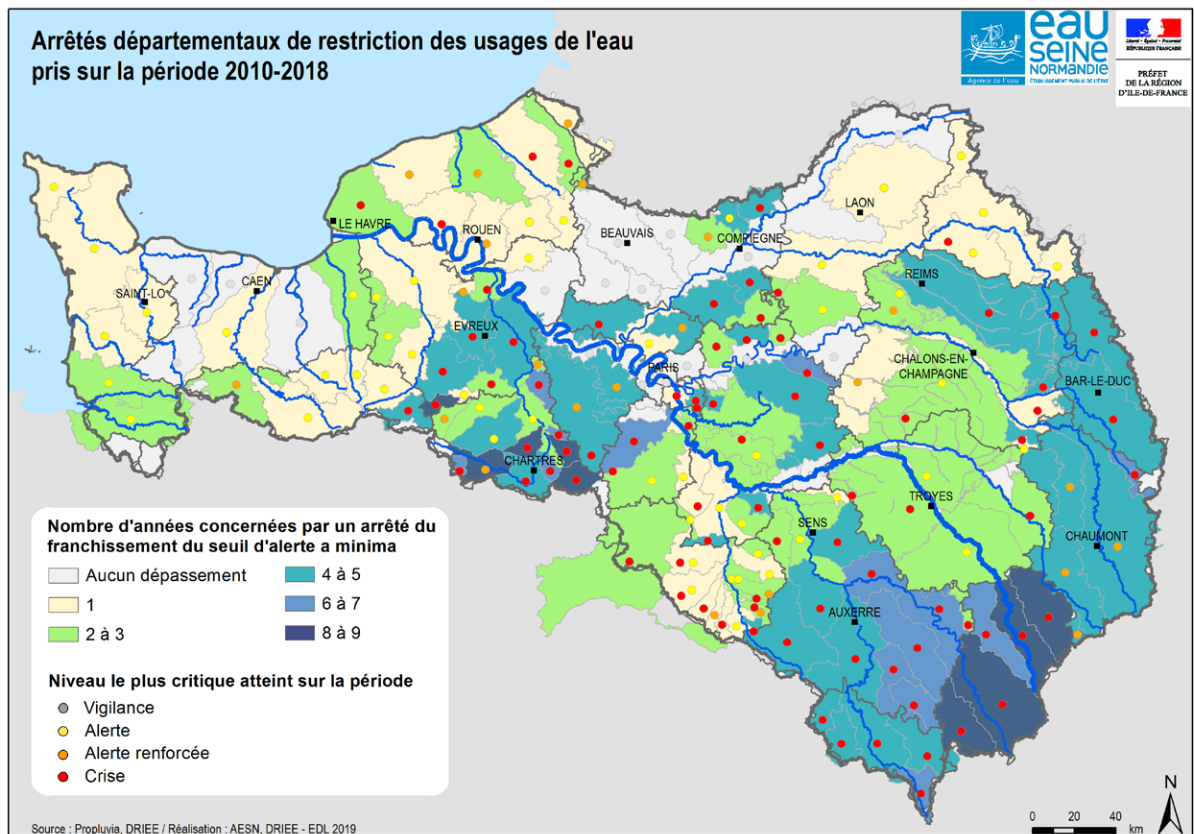 Arrêtés départementaux de restriction des usages de l'eau
pris sur la période 2010-2018
eau
SEINE
NORMANDIE
Agence de l'eau
ÉTABLISSEMENT PUBLIC DE L'ÉTAT
Liberté • Égalité • Fraternité
RÉPUBLIQUE FRANÇAISE
PRÉFET
DE LA RÉGION
D'ILE-DE-FRANCE
LAON
LE HAVRE
ROUEN
BEAUVAIS
COMPIEGNE
REIMS
SAINT-LO
CAEN
EVREUX
PARIS
CHALONS-EN-
CHAMPAGNE
BAR-LE-DUC
CHARTRES
TROYES
SENS
CHAUMONT
AUXERRE
Nombre d'années concernées par un arrêté du
franchissement du seuil d'alerte a minima
Aucun dépassement
1
2 à 3
4 à 5
6 à 7
8 à 9
Niveau le plus critique atteint sur la période
Vigilance
Alerte
Alerte renforcée
Crise
N
0 20 40
km
Source : Propluvia, DRIEE / Réalisation : AESN, DRIEE - EDL 2019